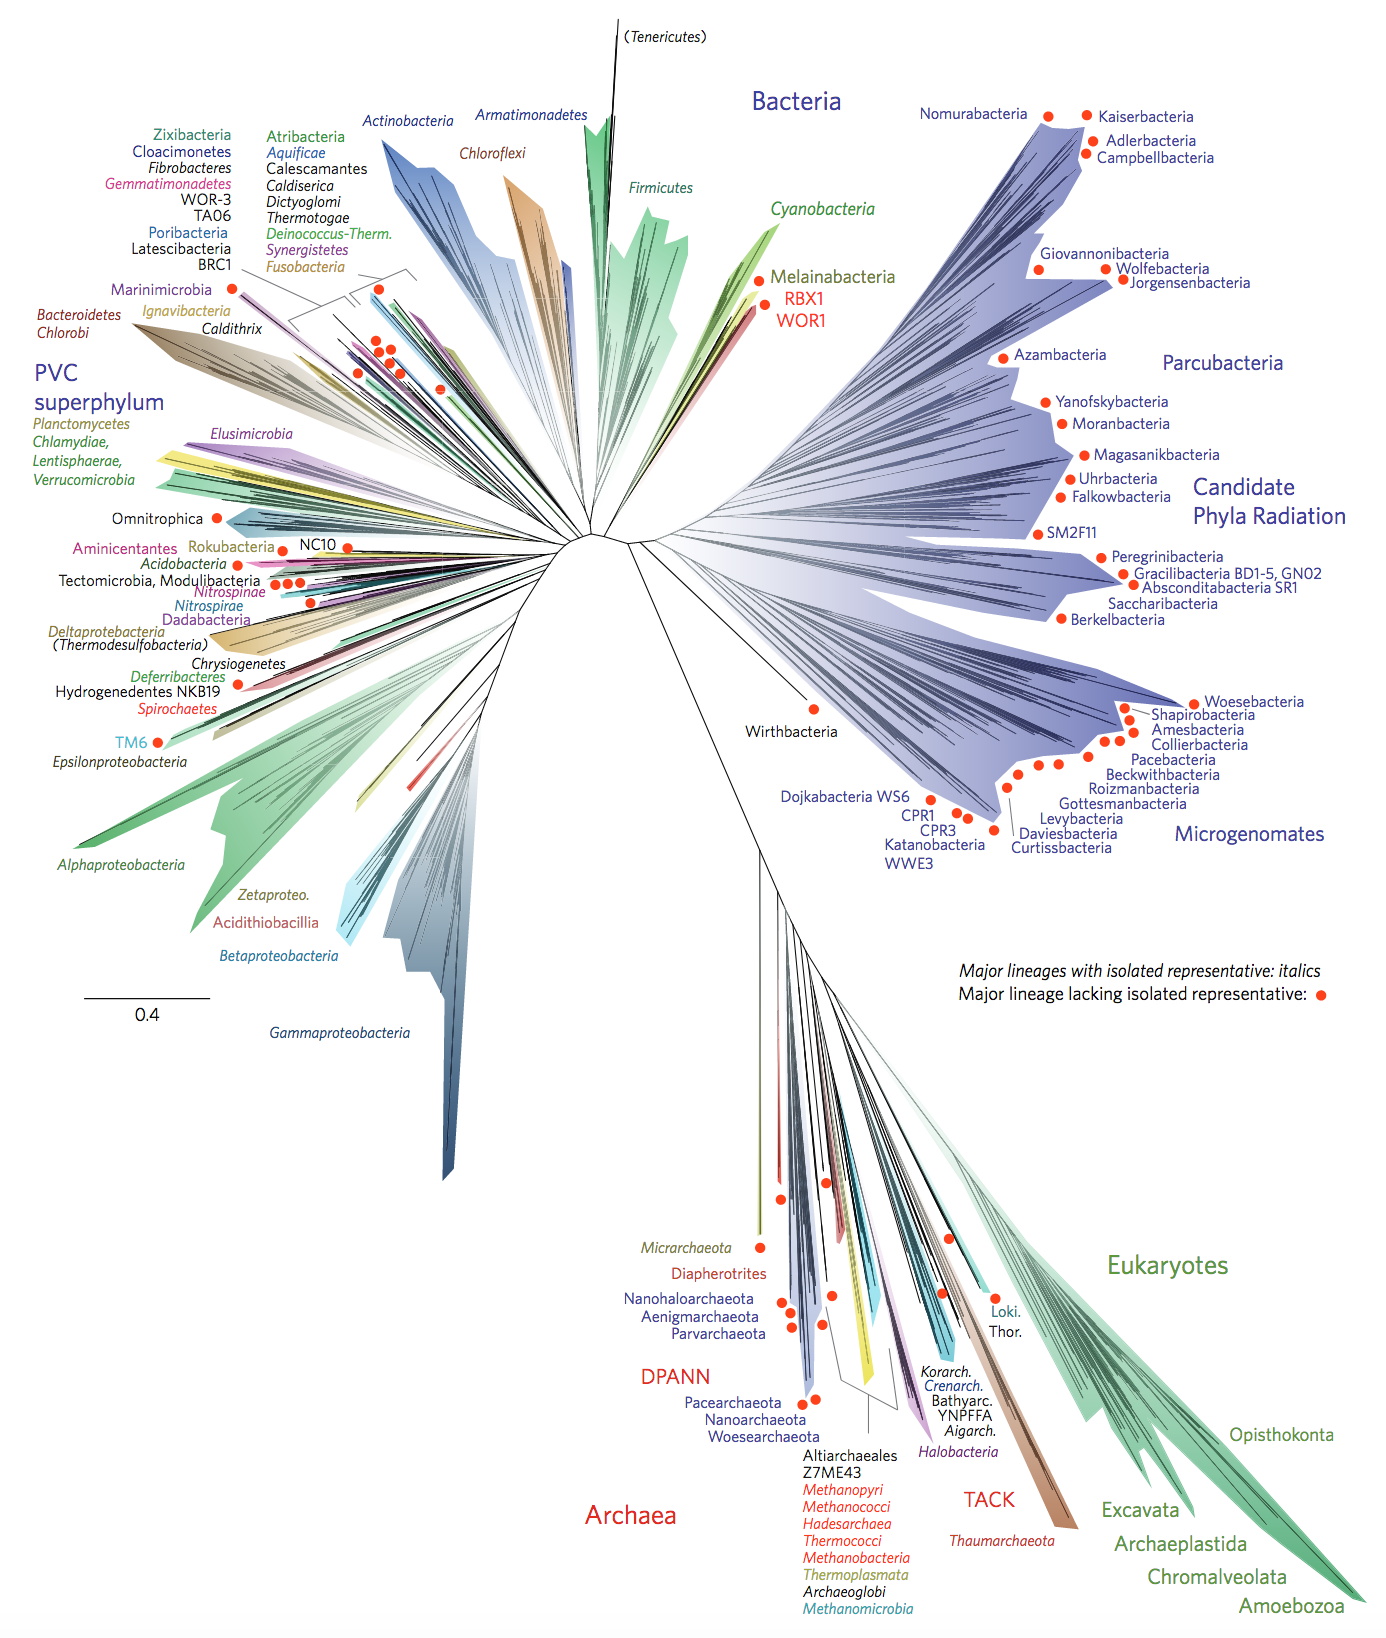 (Tenericutes)
Bacteria
Actinobacteria
Armatimonadetes
Chloroflexi
Firmicutes
Cyanobacteria
Melainabacteria
RBX1
WOR1
Zixibacteria
Cloacimonetes
Fibrobacteres
Gemmatimonadetes
WOR-3
TA06
Poribacteria
Latescibacteria
BRC1
Atribacteria
Aquificae
Calescamantes
Caldiserica
Dictyoglomi
Thermotogae
Deinococcus-Therm.
Synergistetes
Fusobacteria
Marinimicrobia
Ignavibacteria
Caldithrix
Bacteroidetes
Chlorobi
PVC
superphylum
Planctomycetes
Chlamydiae,
Lentisphaerae,
Verrucomicrobia
Elusimicrobia
Omnitrophica
Aminicentantes
Rokubacteria
NC10
Acidobacteria
Tectomicrobia, Modulibacteria
Nitrospinae
Nitrospirae
Dadabacteria
Deltaprotebacteria
(Thermodesulfobacteria)
Chrysiogenetes
Deferribacteres
Hydrogenedentes NKB19
Spirochaetes
TM6
Epsilonproteobacteria
Alphaproteobacteria
Zetaproteo.
Acidithiobacillia
Betaproteobacteria
Gammaproteobacteria
0.4
Nomurabacteria
Kaiserbacteria
Adlerbacteria
Campbellbacteria
Giovannonibacteria
Wolfebacteria
Jorgensenbacteria
Azambacteria
Parcubacteria
Yanofskybacteria
Moranbacteria
Magasanikbacteria
Uhrbacteria
Falkowbacteria
Candidate
Phyla Radiation
SM2F11
Peregrinibacteria
Gracilibacteria BD1-5, GN02
Absconditabacteria SR1
Saccharibacteria
Berkelbacteria
Woesebacteria
Shapirobacteria
Amesbacteria
Collierbacteria
Pacebacteria
Beckwithbacteria
Roizmanbacteria
Gottesmanbacteria
Levybacteria
Daviesbacteria
Curtissbacteria
Microgenomates
Wirthbacteria
Dojkabacteria WS6
CPR1
CPR3
Katanobacteria
WWE3
Major lineages with isolated representative: italics
Major lineage lacking isolated representative:
Micrarchaeota
Diapherotrites
Nanohaloarchaeota
Aenigmarchaeota
Parvarchaeota
DPANN
Pacearchaeota
Nanoarchaeota
Woesearchaeota
Archaea
Altiarchaeales
Z7ME43
Methanopyri
Methanococci
Hadesarchaea
Thermococci
Methanobacteria
Thermoplasmata
Archaeoglobi
Methanomicrobia
Halobacteria
Korarch.
Crenarch.
Bathyarc.
YNPFFA
Aigarch.
TACK
Thaumarchaeota
Loki.
Thor.
Eukaryotes
Opisthokonta
Excavata
Archaeplastida
Chromalveolata
Amoebozoa